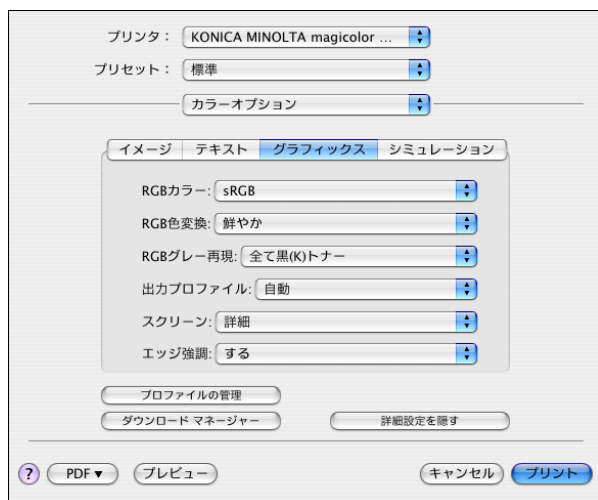 プリンタ： KONICA MINOLTA magicolor ...
プリセット： 標準
カラーオプション
イメージ テキスト グラフィックス シミュレーション
RGBカラー: sRGB
RGB色変換: 鮮やか
RGBグレー再現: 全て黒(K)トナー
出力プロファイル: 自動
スクリーン: 詳細
エッジ強調: する
プロファイルの管理
ダウンロード マネージャー 詳細設定を隠す
? PDF▼ プレビュー キャンセル プリント